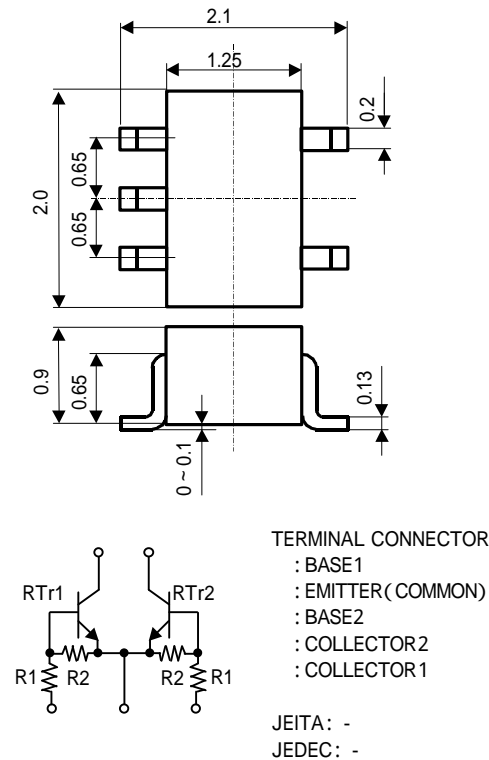 2.1
1.25
0.2
0.65
2.0
0.65
0.9
0.65
0.13
0 ~ 0.1
RTr1
RTr2
R1
R2
R2
R1
TERMINAL CONNECTOR
: BASE1
: EMITTER(COMMON)
: BASE2
: COLLECTOR2
: COLLECTOR1
JEITA: -
JEDEC: -